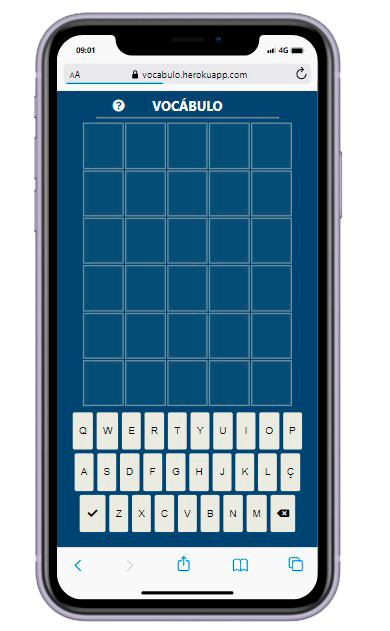 09:01 4G
AA vocabulo.herokuapp.com
? VOCÁBULO
Q W E R T Y U I O P
A S D F G H J K L Ç
Z X C V B N M